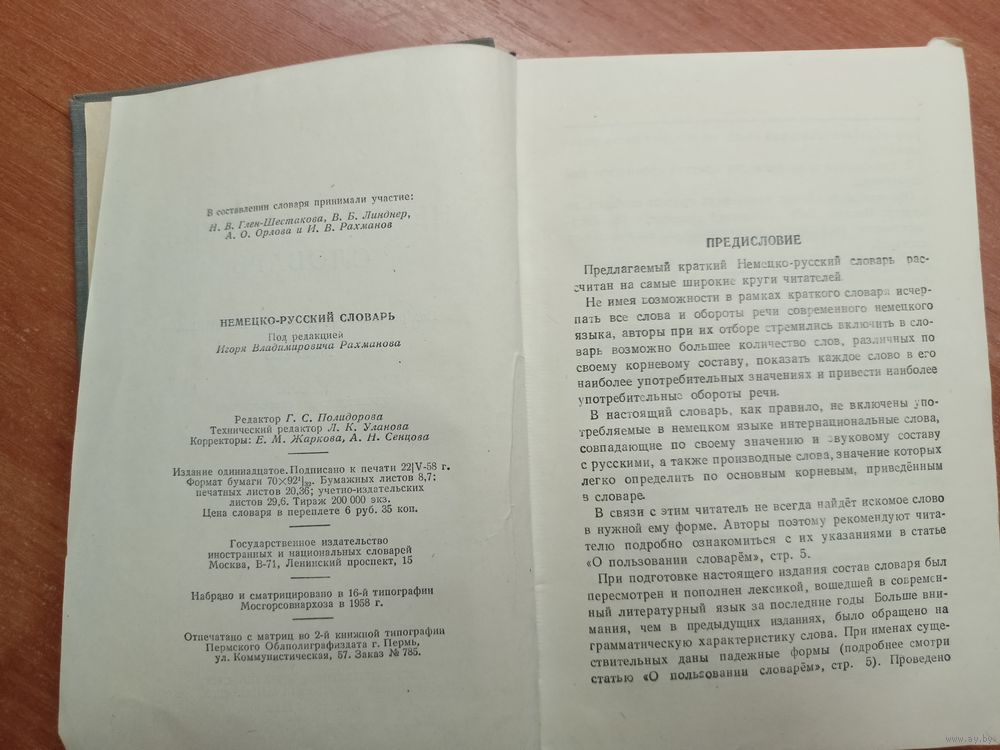 В составлении словаря принимали участие:
Н. В. Глен-Шестакова, В. Б. Линднер,
А. О. Орлова и И. В. Рахманов
НЕМЕЦКО-РУССКИЙ СЛОВАРЬ
Под редакцией
Игоря Владимировича Рахманова
Редактор Г. С. Полидорова
Технический редактор Л. К. Уланова
Корректоры: Е. М. Жаркова, А. Н. Сенцова
Издание одиннадцатое. Подписано к печати 22|V-58 г.
Формат бумаги 70×92¹|₃₂. Бумажных листов 8,7;
печатных листов 20,36; учетно-издательских
листов 29,6. Тираж 200 000 экз.
Цена словаря в переплете 6 руб. 35 коп.
Государственное издательство
иностранных и национальных словарей
Москва, В-71, Ленинский проспект, 15
Набрано и сматрицировано в 16-й типографии
Мосгорсовнархоза в 1958 г.
Отпечатано с матриц во 2-й книжной типографии
Пермского Облполиграфиздата г. Пермь,
ул. Коммунистическая, 57. Заказ № 785.
ПРЕДИСЛОВИЕ
Предлагаемый краткий Немецко-русский словарь рас-
считан на самые широкие круги читателей.
Не имея возможности в рамках краткого словаря исчер-
пать все слова и обороты речи современного немецкого
языка, авторы при их отборе стремились включить в сло-
варь возможно большее количество слов, различных по
своему корневому составу, показать каждое слово в его
наиболее употребительных значениях и привести наиболее
употребительные обороты речи.
В настоящий словарь, как правило, не включены упо-
требляемые в немецком языке интернациональные слова,
совпадающие по своему значению и звуковому составу
с русскими, а также производные слова, значение которых
легко определить по основным корневым, приведённым
в словаре.
В связи с этим читатель не всегда найдёт искомое слово
в нужной ему форме. Авторы поэтому рекомендуют чита-
телю подробно ознакомиться с их указаниями в статье
«О пользовании словарём», стр. 5.
При подготовке настоящего издания состав словаря был
пересмотрен и пополнен лексикой, вошедшей в современ-
ный литературный язык за последние годы Больше вни-
мания, чем в предыдущих изданиях, было обращено на
грамматическую характеристику слова. При именах суще-
ствительных даны падежные формы (подробнее смотри
статью «О пользовании словарём», стр. 5). Проведено
www.ay.by